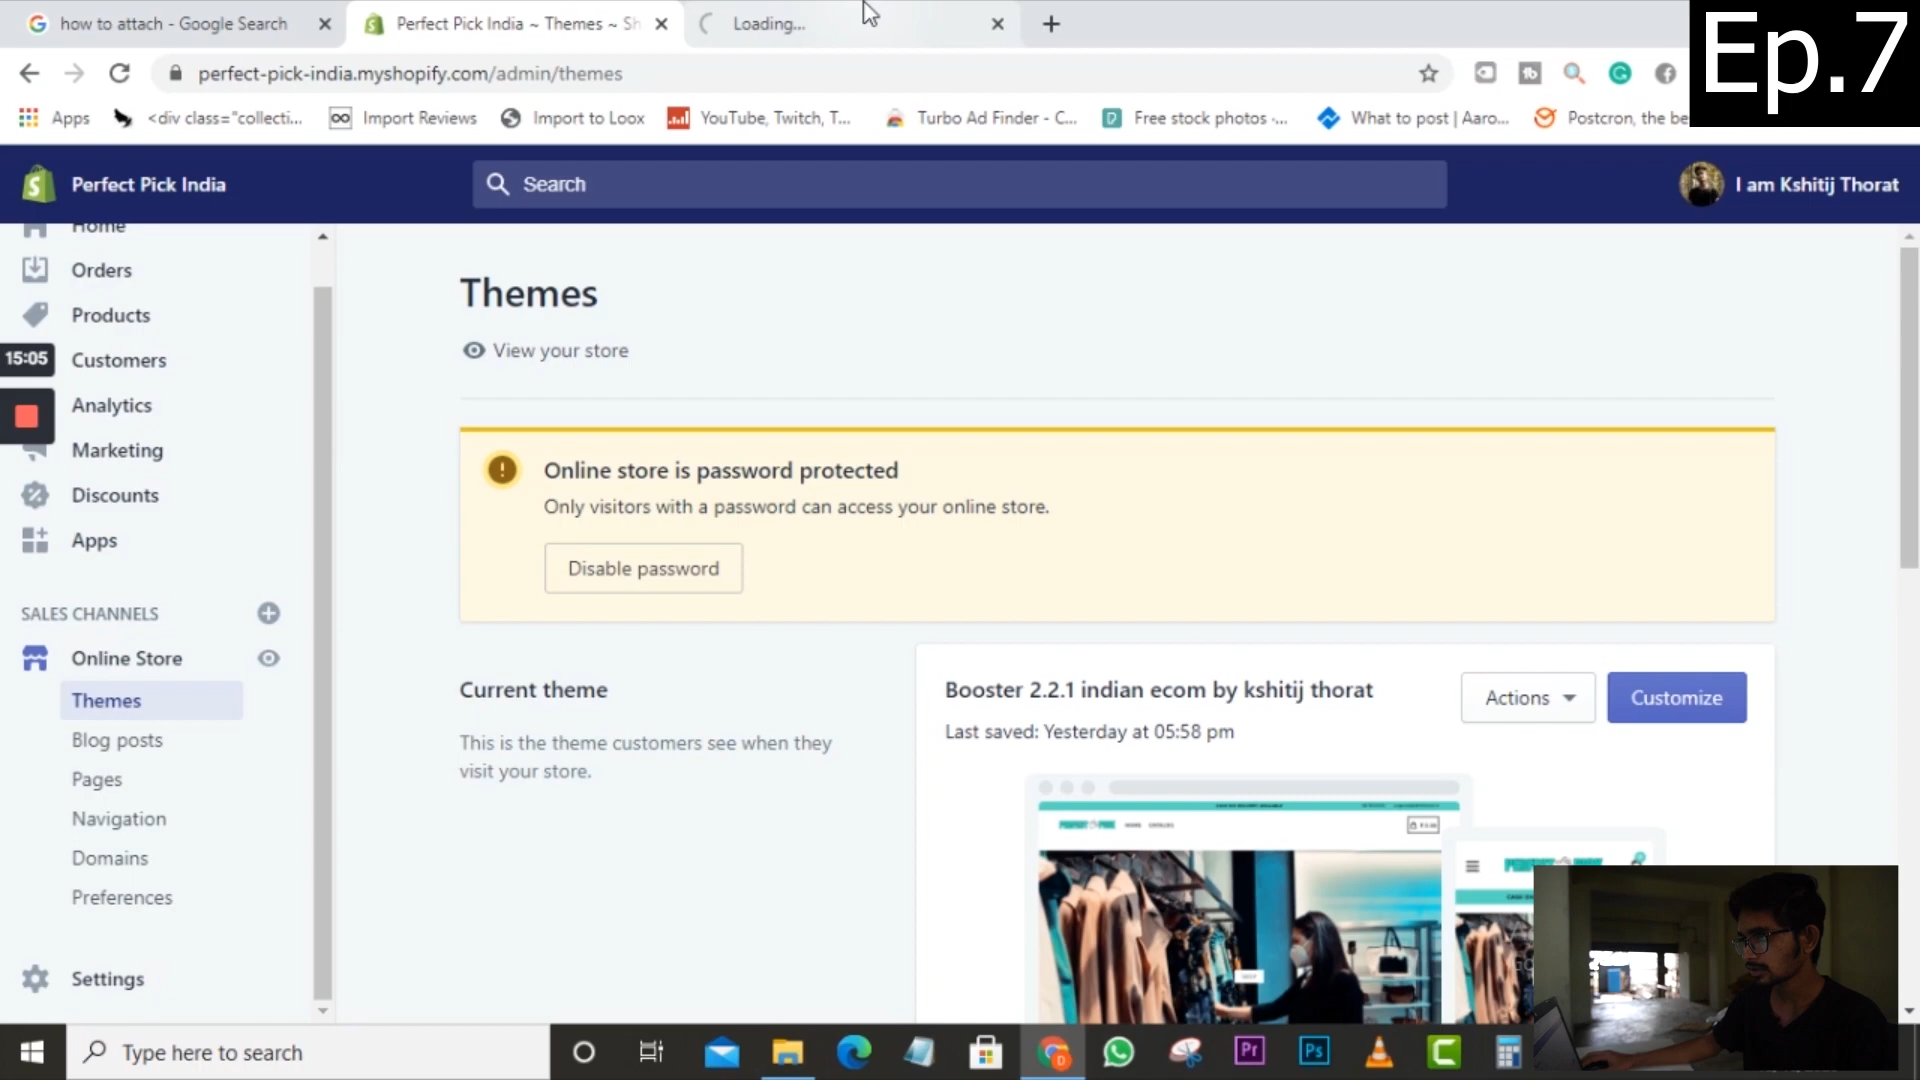 how to attach - Google Search
Perfect Pick India ~ Themes ~ Sh
Loading...
Ep.7
perfect-pick-india.myshopify.com/admin/themes
Apps
<div class="collecti...
Import Reviews
Import to Loox
YouTube, Twitch, T...
Turbo Ad Finder - C...
Free stock photos -...
What to post | Aaro...
Postcron, the be
Perfect Pick India
Search
I am Kshitij Thorat
Home
Orders
Products
15:05
Customers
Analytics
Marketing
Discounts
Apps
SALES CHANNELS
Online Store
Themes
Blog posts
Pages
Navigation
Domains
Preferences
Settings
Themes
View your store
Online store is password protected
Only visitors with a password can access your online store.
Disable password
Current theme
This is the theme customers see when they
visit your store.
Booster 2.2.1 indian ecom by kshitij thorat
Last saved: Yesterday at 05:58 pm
Actions
Customize
Type here to search
Pr
Ps